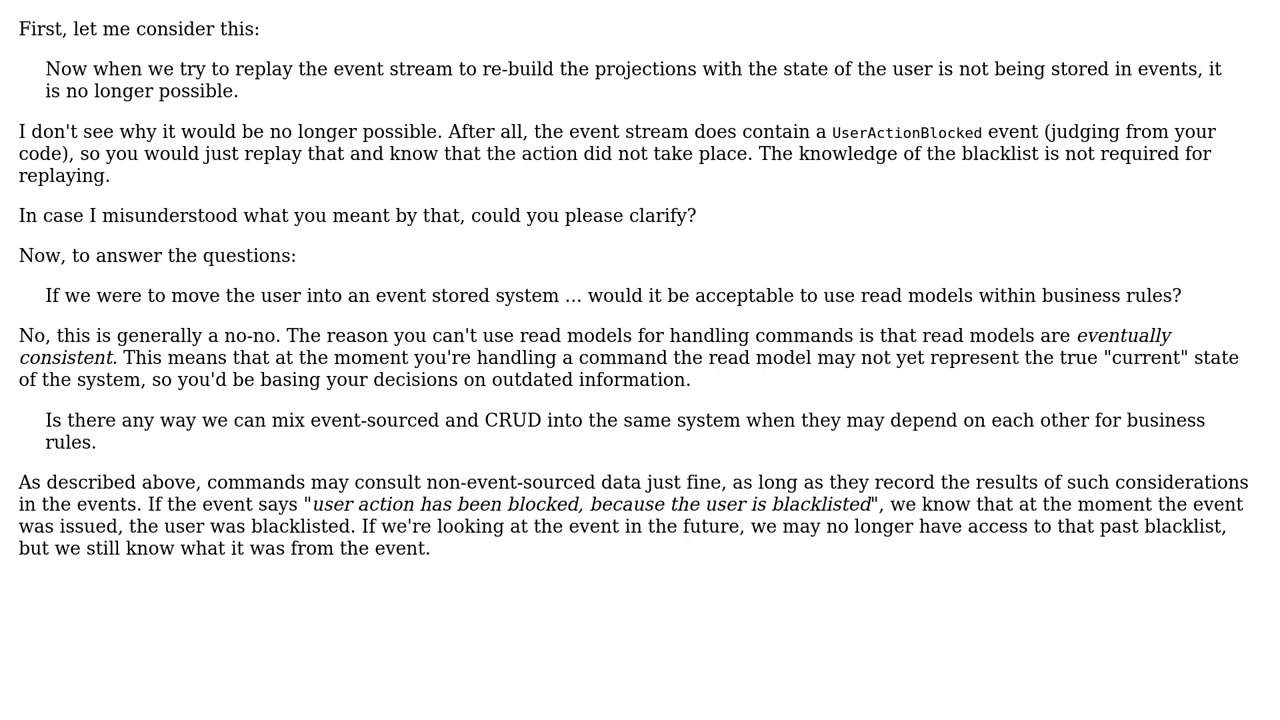 First, let me consider this:
Now when we try to replay the event stream to re-build the projections with the state of the user is not being stored in events, it
is no longer possible.
I don't see why it would be no longer possible. After all, the event stream does contain a UserActionBlocked event (judging from your
code), so you would just replay that and know that the action did not take place. The knowledge of the blacklist is not required for
replaying.
In case I misunderstood what you meant by that, could you please clarify?
Now, to answer the questions:
If we were to move the user into an event stored system ... would it be acceptable to use read models within business rules?
No, this is generally a no-no. The reason you can't use read models for handling commands is that read models are eventually
consistent. This means that at the moment you're handling a command the read model may not yet represent the true "current" state
of the system, so you'd be basing your decisions on outdated information.
Is there any way we can mix event-sourced and CRUD into the same system when they may depend on each other for business
rules.
As described above, commands may consult non-event-sourced data just fine, as long as they record the results of such considerations
in the events. If the event says "user action has been blocked, because the user is blacklisted", we know that at the moment the event
was issued, the user was blacklisted. If we're looking at the event in the future, we may no longer have access to that past blacklist,
but we still know what it was from the event.